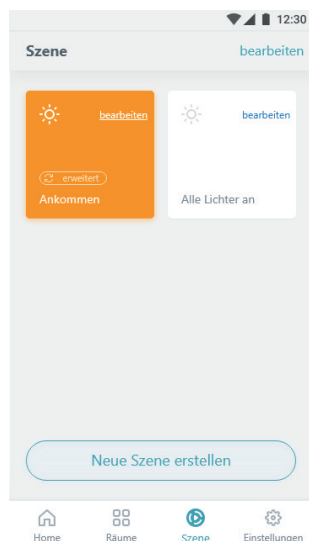 12:30
Szene bearbeiten
bearbeiten bearbeiten
erweitert
Ankommen Alle Lichter an
Neue Szene erstellen
Home Räume Szene Einstellungen